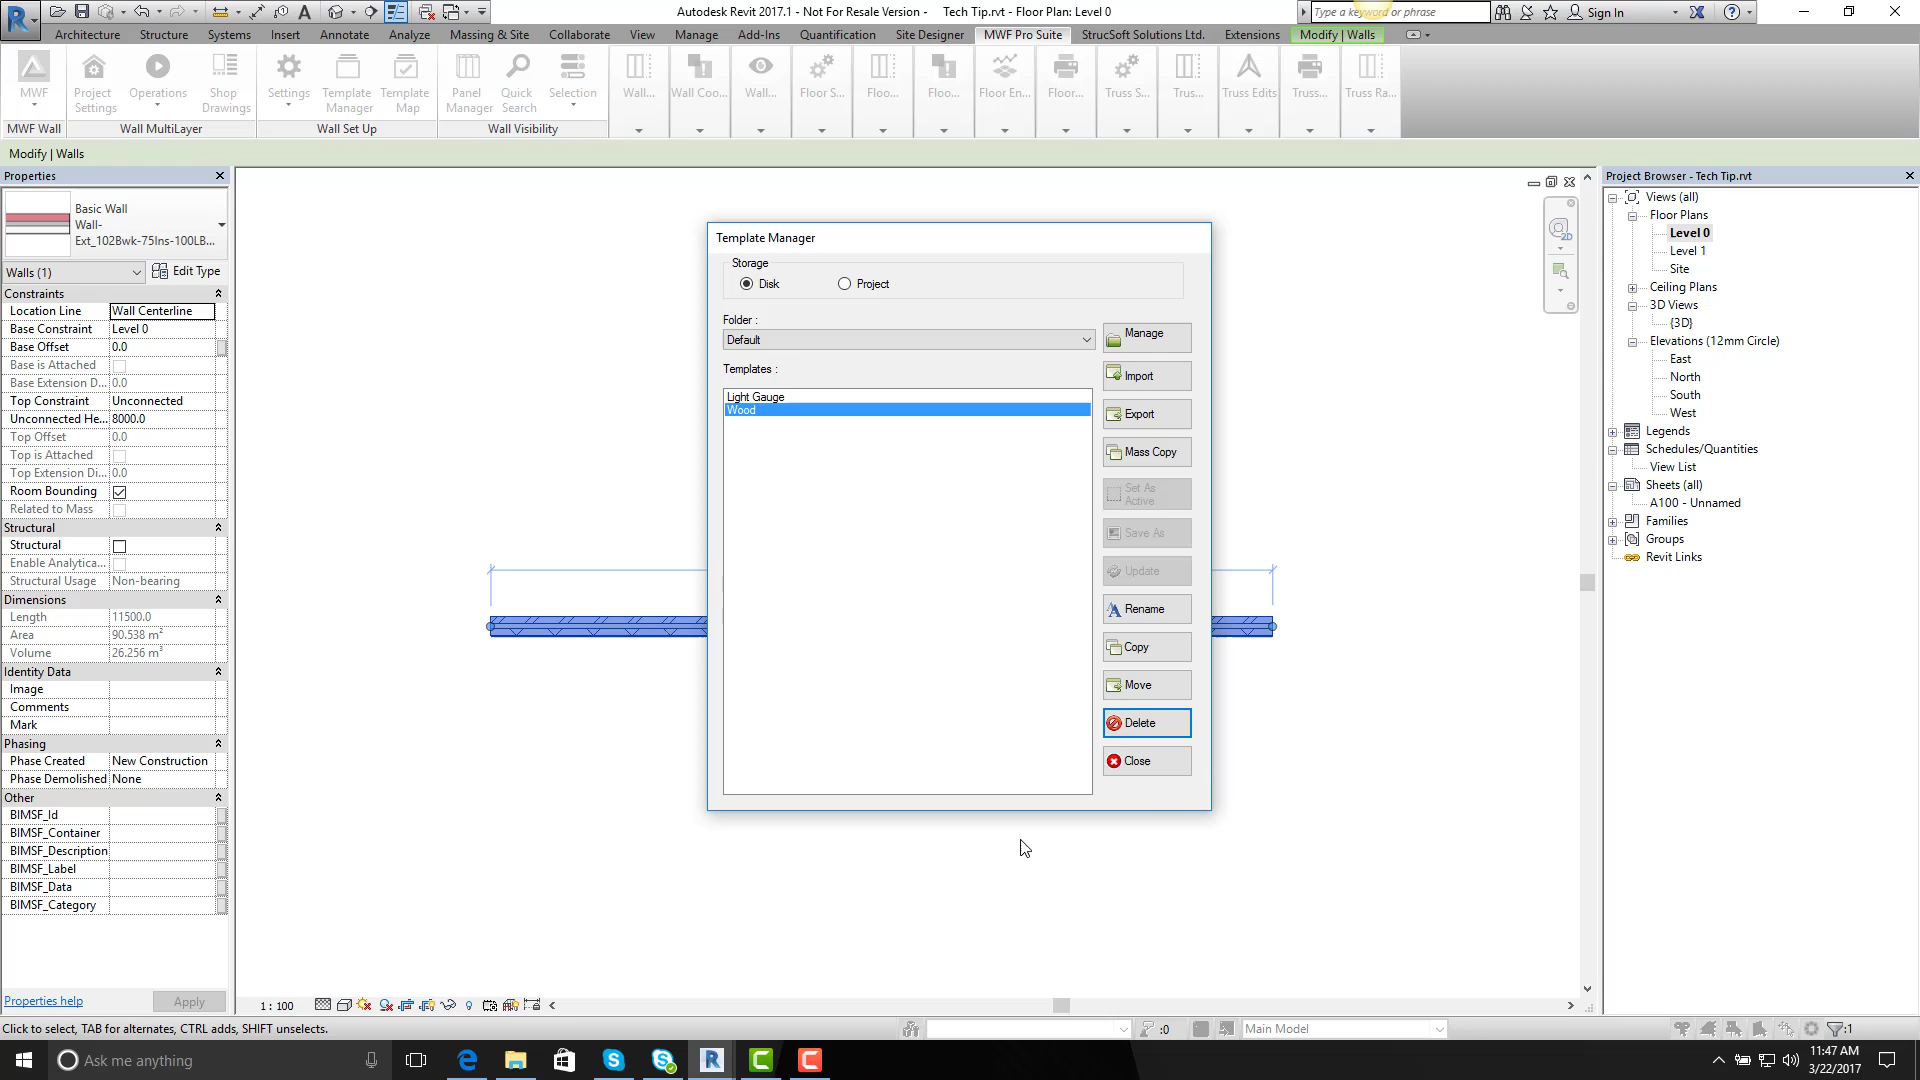 Autodesk Revit 2017.1 - Not For Resale Version -    Tech Tip.rvt - Floor Plan: Level 0
Type a keyword or phrase
Sign In
Architecture Structure Systems Insert Annotate Analyze Massing & Site Collaborate View Manage Add-Ins Quantification Site Designer MWF Pro Suite StrucSoft Solutions Ltd. Extensions Modify | Walls
MWF
Project Settings
Operations
Shop Drawings
Settings
Template Manager
Template Map
Panel Manager
Quick Search
Selection
Wall...
Wall Coo...
Wall...
Floor S...
Floo...
Floo...
Floor En...
Floor...
Truss S...
Trus...
Truss Edits
Truss...
Truss Ra...
MWF Wall
Wall MultiLayer
Wall Set Up
Wall Visibility
Modify | Walls
Properties
Basic Wall
Wall-
Ext_102Bwk-75Ins-100LB...
Walls (1)
Edit Type
Constraints
Location Line Wall Centerline
Base Constraint Level 0
Base Offset 0.0
Base is Attached
Base Extension D... 0.0
Top Constraint Unconnected
Unconnected He... 8000.0
Top Offset 0.0
Top is Attached
Top Extension Di... 0.0
Room Bounding
Related to Mass
Structural
Structural
Enable Analytica...
Structural Usage Non-bearing
Dimensions
Length 11500.0
Area 90.538 m²
Volume 26.256 m³
Identity Data
Image
Comments
Mark
Phasing
Phase Created New Construction
Phase Demolished None
Other
BIMSF_Id
BIMSF_Container
BIMSF_Description
BIMSF_Label
BIMSF_Data
BIMSF_Category
Properties help
Apply
Template Manager
Storage
Disk
Project
Folder :
Default
Templates :
Light Gauge
Wood
Manage
Import
Export
Mass Copy
Set As
Active
Save As
Update
Rename
Copy
Move
Delete
Close
2D
Project Browser - Tech Tip.rvt
Views (all)
Floor Plans
Level 0
Level 1
Site
Ceiling Plans
3D Views
{3D}
Elevations (12mm Circle)
East
North
South
West
Legends
Schedules/Quantities
View List
Sheets (all)
A100 - Unnamed
Families
Groups
Revit Links
1 : 100
Click to select, TAB for alternates, CTRL adds, SHIFT unselects.
:0
Main Model
:1
Ask me anything
11:47 AM
3/22/2017